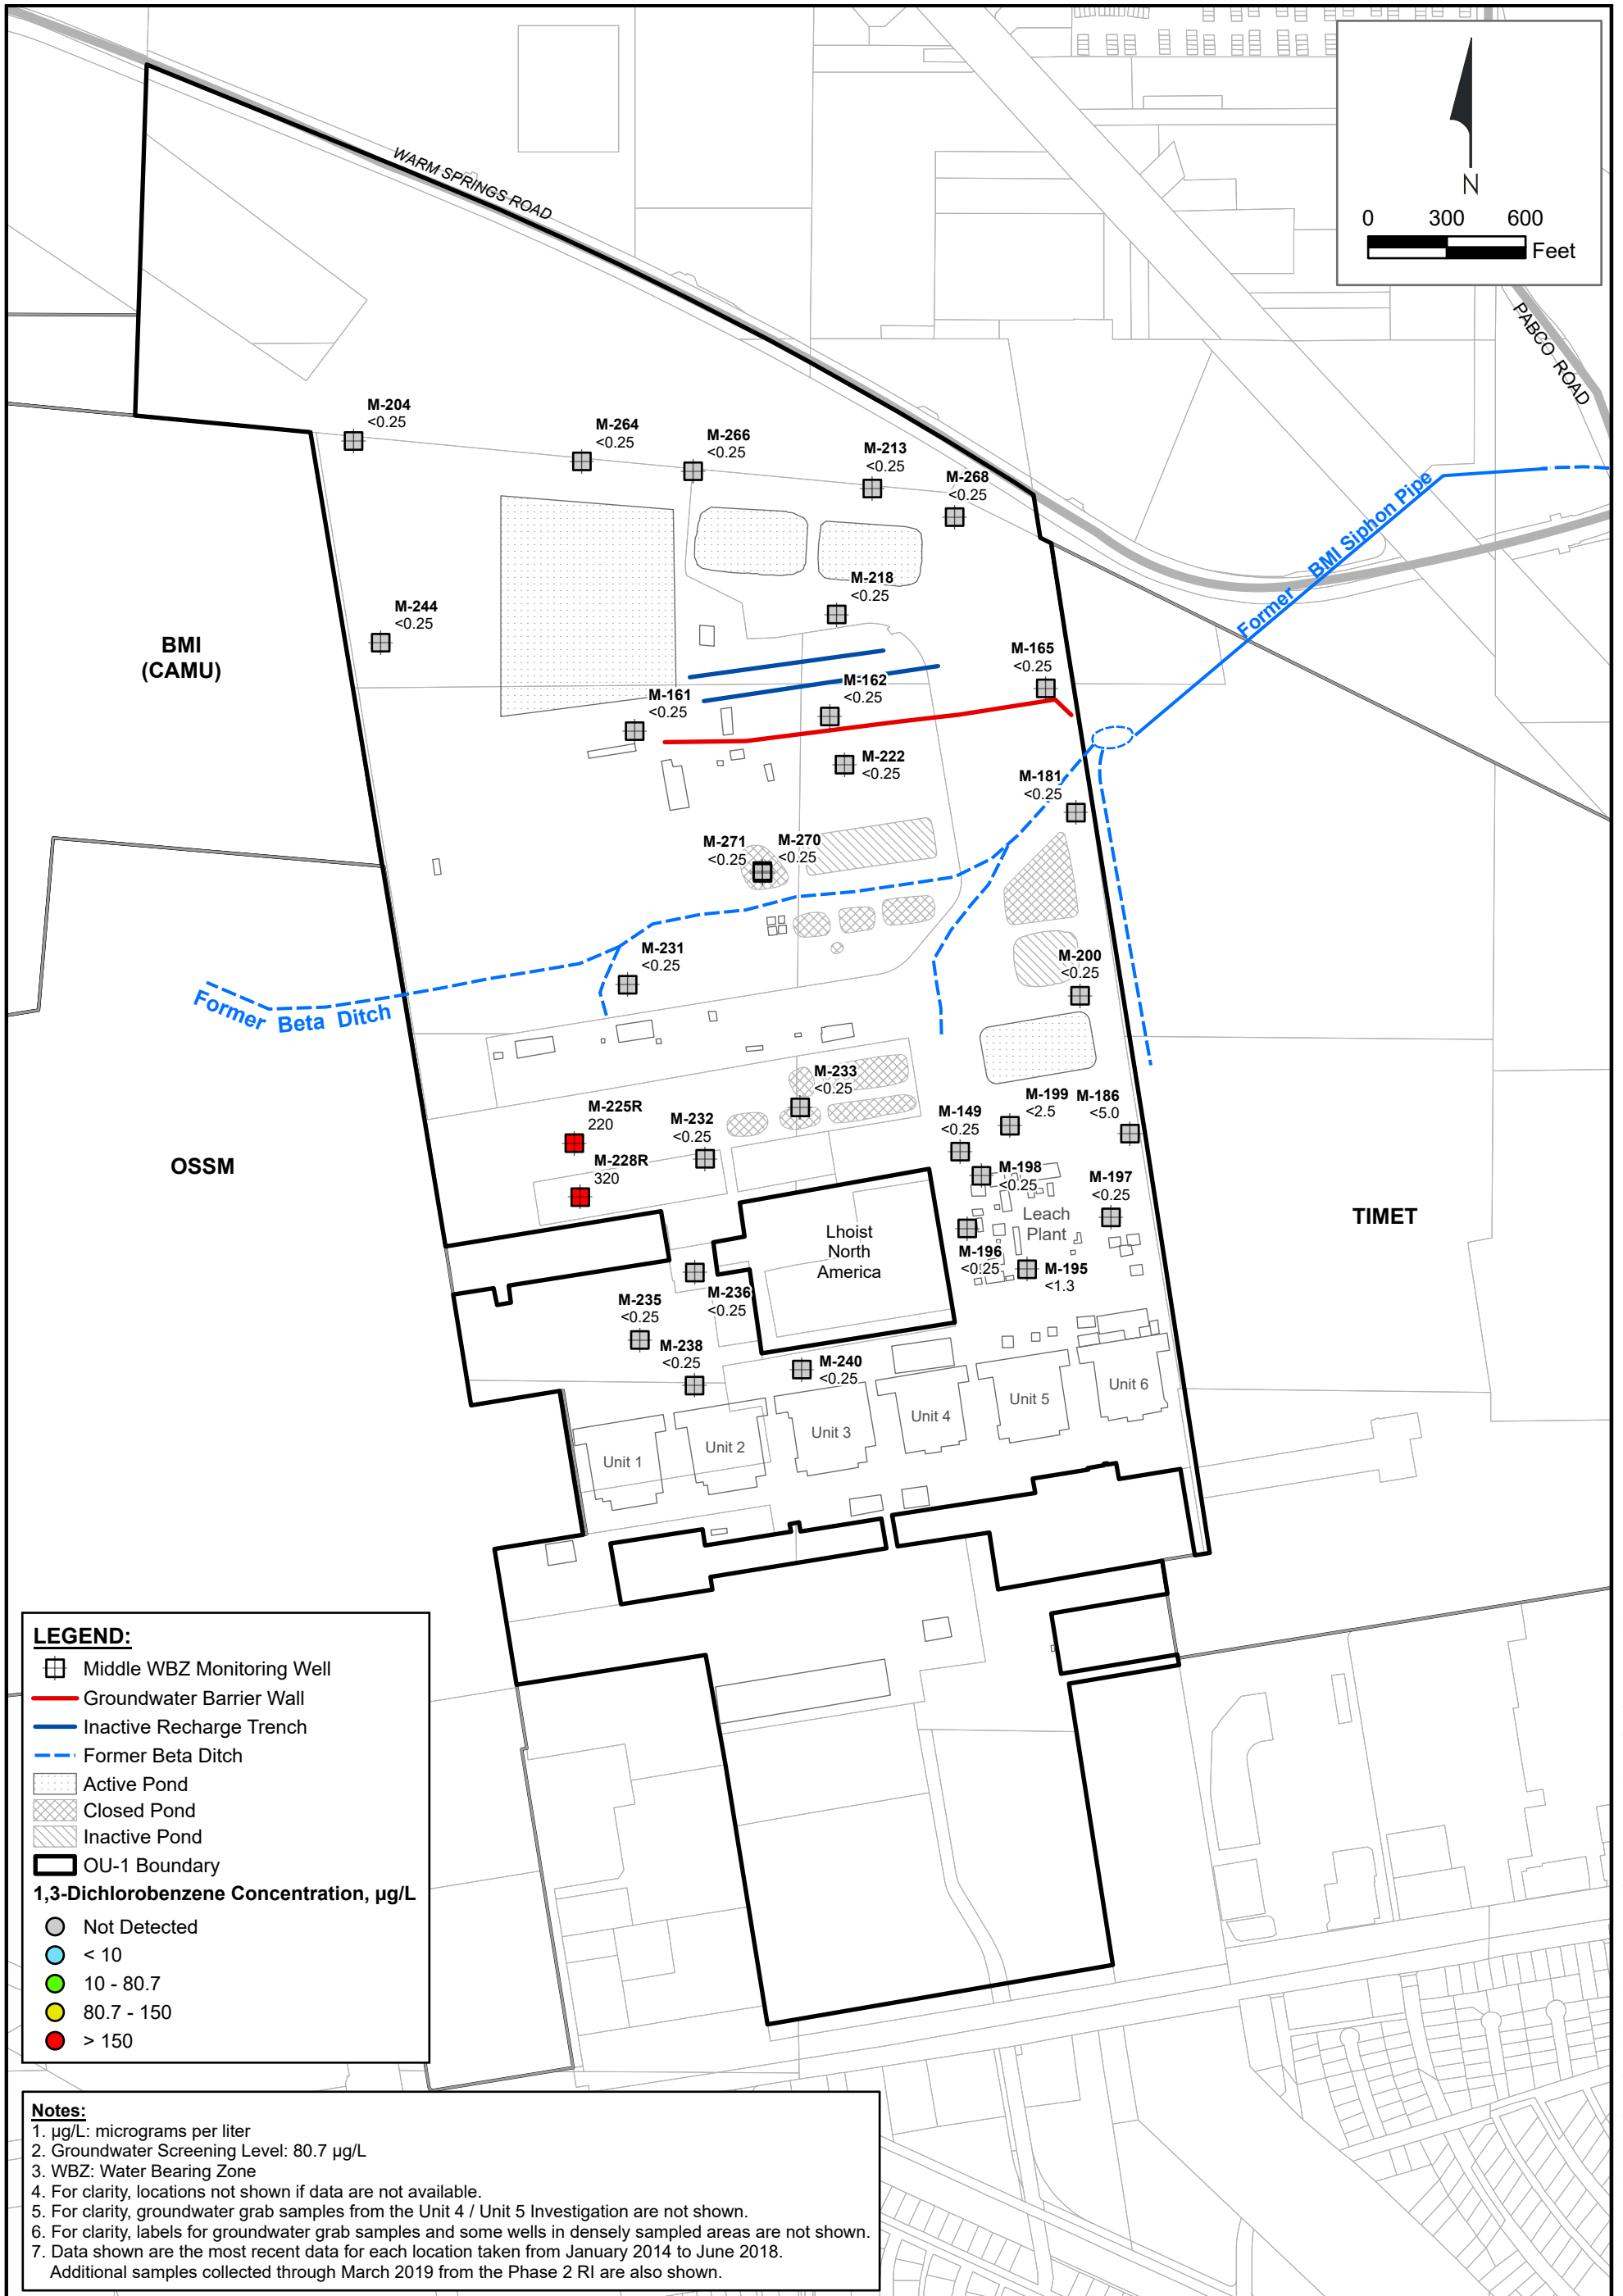 N
0 300 600
Feet
WARM SPRINGS ROAD
PABCO ROAD
M-204
<0.25
M-264
<0.25
M-266
<0.25
M-213
<0.25
M-268
<0.25
Former BMI Siphon Pipe
M-218
<0.25
M-244
<0.25
BMI
(CAMU)
M-165
<0.25
M-161
<0.25
M-162
<0.25
M-222
<0.25
M-181
<0.25
M-271
<0.25
M-270
<0.25
M-231
<0.25
M-200
<0.25
Former Beta Ditch
M-233
<0.25
M-225R
220
M-232
<0.25
M-149
<0.25
M-199
<2.5
M-186
<5.0
OSSM
M-228R
320
M-198
<0.25
M-197
<0.25
TIMET
Leach
Plant
Lhoist
North
America
M-196
<0.25
M-195
<1.3
M-236
<0.25
M-235
<0.25
M-238
<0.25
M-240
<0.25
Unit 1
Unit 2
Unit 3
Unit 4
Unit 5
Unit 6
LEGEND:
Middle WBZ Monitoring Well
Groundwater Barrier Wall
Inactive Recharge Trench
Former Beta Ditch
Active Pond
Closed Pond
Inactive Pond
OU-1 Boundary
1,3-Dichlorobenzene Concentration, µg/L
Not Detected
< 10
10 - 80.7
80.7 - 150
> 150
Notes:
1. µg/L: micrograms per liter
2. Groundwater Screening Level: 80.7 µg/L
3. WBZ: Water Bearing Zone
4. For clarity, locations not shown if data are not available.
5. For clarity, groundwater grab samples from the Unit 4 / Unit 5 Investigation are not shown.
6. For clarity, labels for groundwater grab samples and some wells in densely sampled areas are not shown.
7. Data shown are the most recent data for each location taken from January 2014 to June 2018.
Additional samples collected through March 2019 from the Phase 2 RI are also shown.